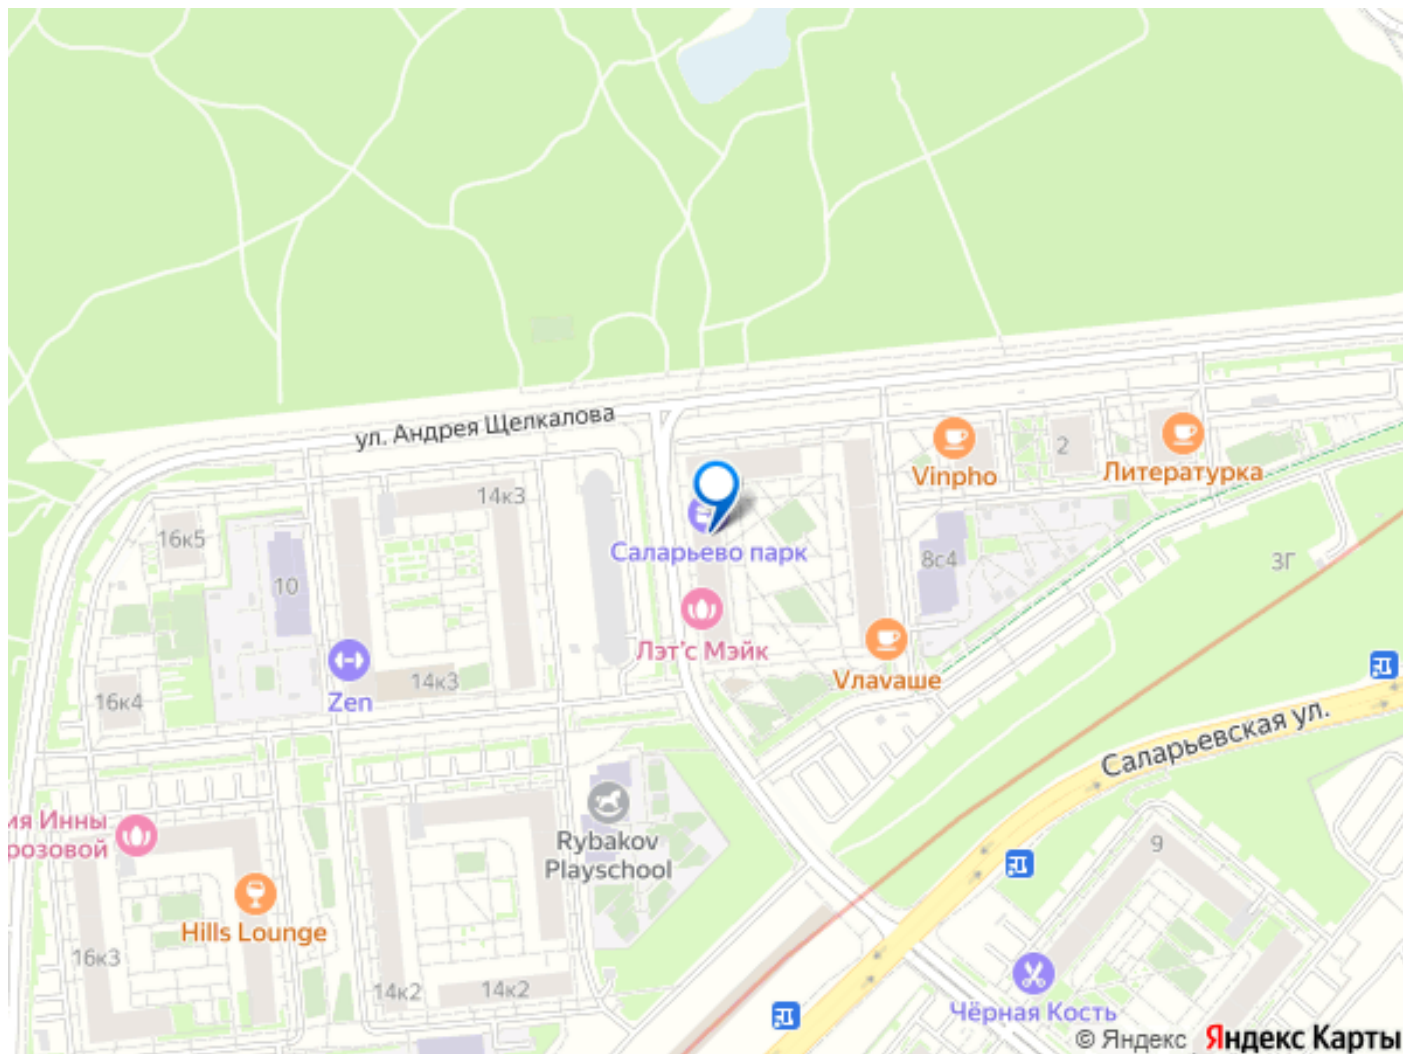 ул. Андрея Щелкалова
Vinpho
2
Литературка
14к3
16к5
10
Саларьево парк
8с4
3Г
Лэт'с Мэйк
Vлаvаше
14к3
16к4
Zen
Саларьевская ул.
ия Инны
розовой
Rybakov
Playschool
9
Hills Lounge
16к3
14к2
14к2
Чёрная Кость
© Яндекс Яндекс Карты